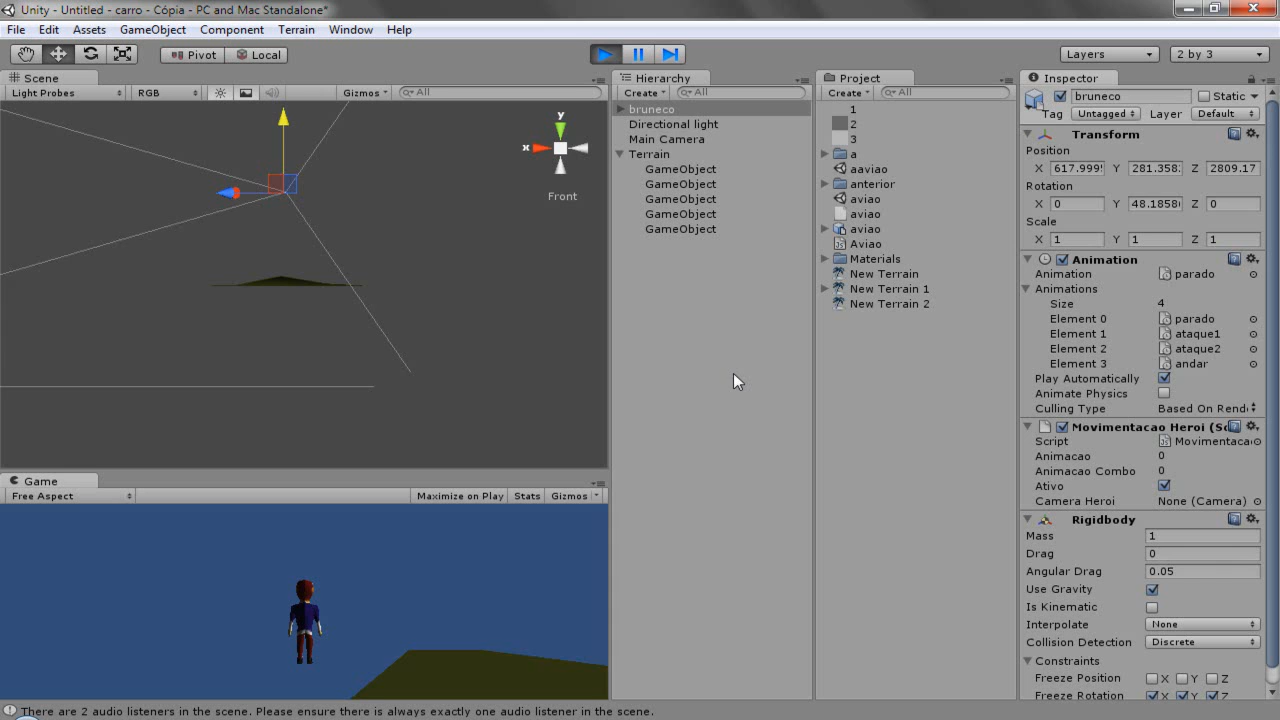 Unity - Untitled - carro - Cópia - PC and Mac Standalone*
File Edit Assets GameObject Component Terrain Window Help
Pivot Local Layers 2 by 3
Scene
Light Probes RGB Gizmos All
y
x
Front
Game
Free Aspect Maximize on Play Stats Gizmos
Hierarchy
Create All
bruneco
Directional light
Main Camera
Terrain
GameObject
GameObject
GameObject
GameObject
GameObject
Project
Create All
1
2
3
a
aaviao
anterior
aviao
aviao
aviao
Aviao
Materials
New Terrain
New Terrain 1
New Terrain 2
Inspector
bruneco Static
Tag Untagged Layer Default
Transform
Position
X 617.999 Y 281.358 Z 2809.17
Rotation
X 0 Y 48.1858 Z 0
Scale
X 1 Y 1 Z 1
Animation
Animation parado
Animations
Size 4
Element 0 parado
Element 1 ataque1
Element 2 ataque2
Element 3 andar
Play Automatically
Animate Physics
Culling Type Based On Rend
Movimentacao Heroi (S
Script Movimentaca
Animacao 0
Animacao Combo 0
Ativo
Camera Heroi None (Camera)
Rigidbody
Mass 1
Drag 0
Angular Drag 0.05
Use Gravity
Is Kinematic
Interpolate None
Collision Detection Discrete
Constraints
Freeze Position X Y Z
Freeze Rotation X Y Z
There are 2 audio listeners in the scene. Please ensure there is always exactly one audio listener in the scene.